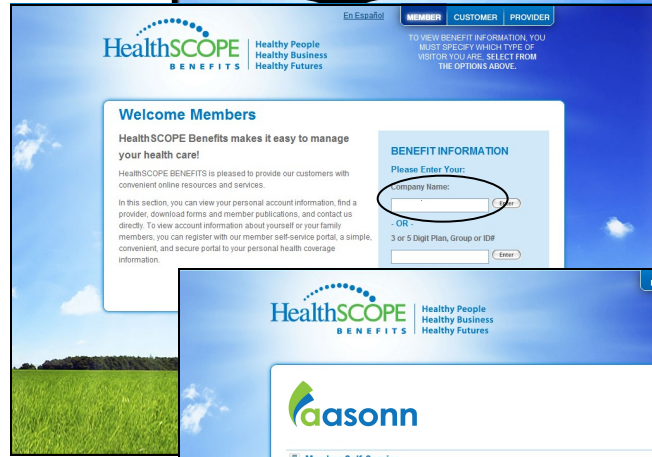 En Español
MEMBER CUSTOMER PROVIDER
TO VIEW BENEFIT INFORMATION, YOU
MUST SPECIFY WHICH TYPE OF
VISITOR YOU ARE, SELECT FROM
THE OPTIONS ABOVE.
HealthSCOPE
BENEFITS
Healthy People
Healthy Business
Healthy Futures
Welcome Members
HealthSCOPE Benefits makes it easy to manage
your health care!
HealthSCOPE BENEFITS is pleased to provide our customers with
convenient online resources and services.
In this section, you can view your personal account information, find a
provider, download forms and member publications, and contact us
directly. To view account information about yourself or your family
members, you can register with our member self-service portal, a simple,
convenient, and secure portal to your personal health coverage
information.
BENEFIT INFORMATION
Please Enter Your:
Company Name:
Enter
- OR -
3 or 5 Digit Plan, Group or ID#
Enter
HealthSCOPE
BENEFITS
Healthy People
Healthy Business
Healthy Futures
aasonn